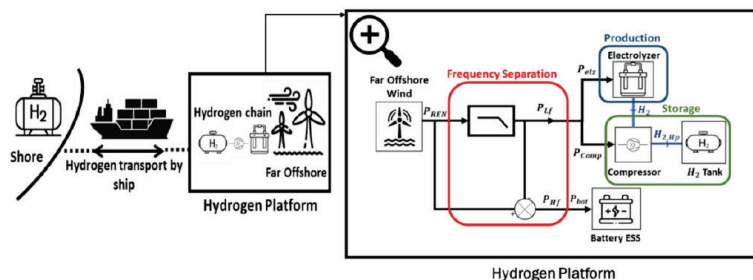 H₂
Shore
Hydrogen transport by
ship
Hydrogen chain
H₂
Far Offshore
Hydrogen Platform
Far Offshore
Wind
P_REN
Frequency Separation
P_Lf
P_Hf
P_bat
Battery ESS
P_elz
P_Comp
Production
Electrolyzer
H₂
Storage
Compressor
H₂_Hp
H₂
H₂ Tank
Hydrogen Platform